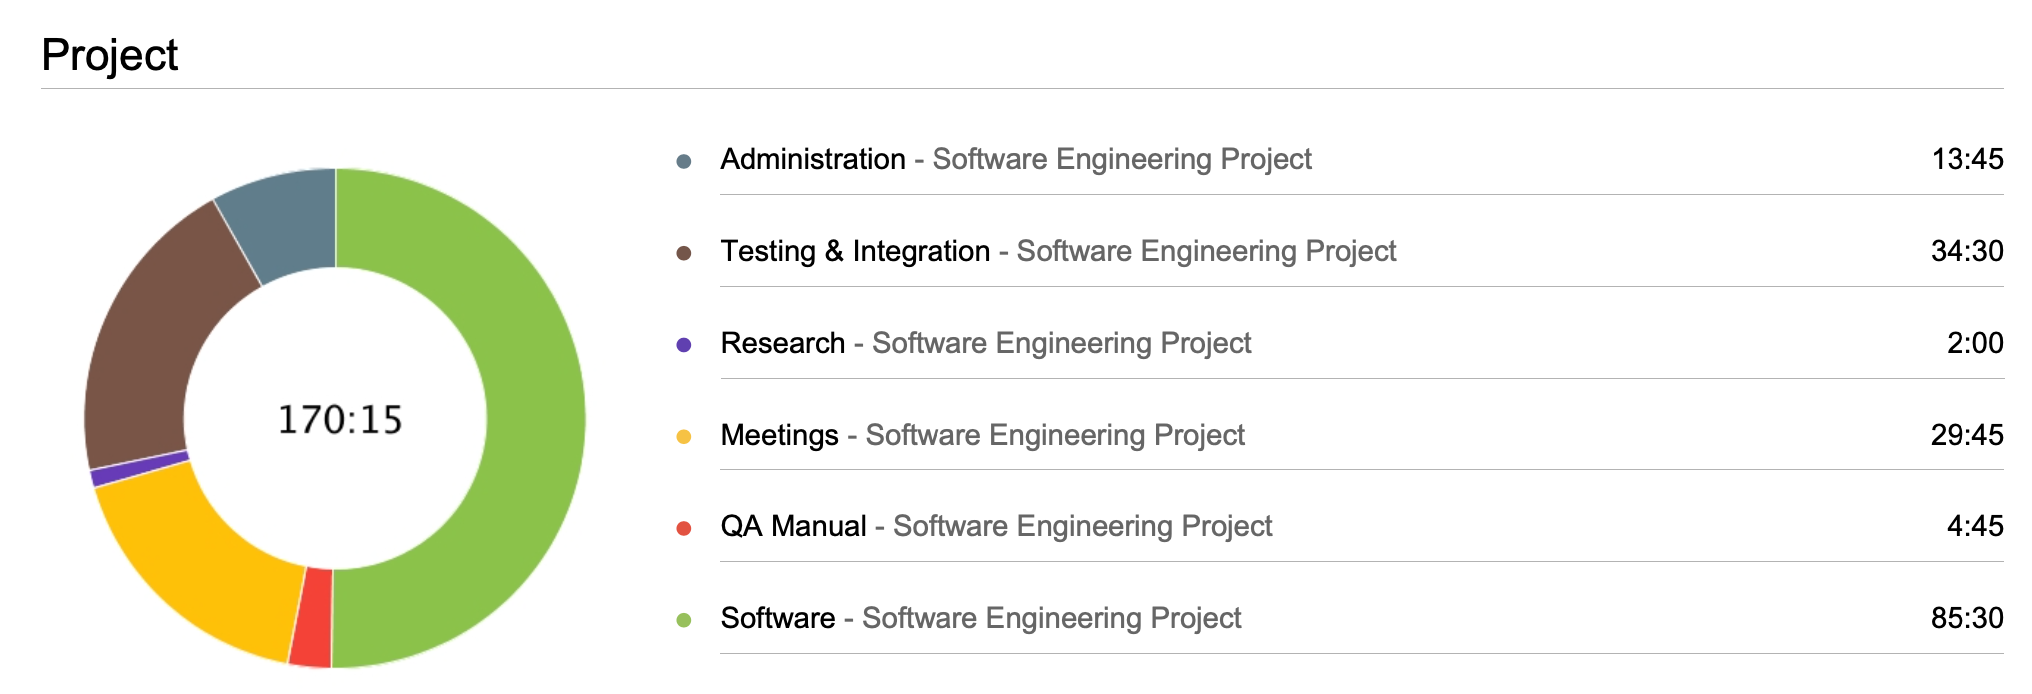 Project
Administration - Software Engineering Project 13:45
Testing & Integration - Software Engineering Project 34:30
Research - Software Engineering Project 2:00
170:15
Meetings - Software Engineering Project 29:45
QA Manual - Software Engineering Project 4:45
Software - Software Engineering Project 85:30